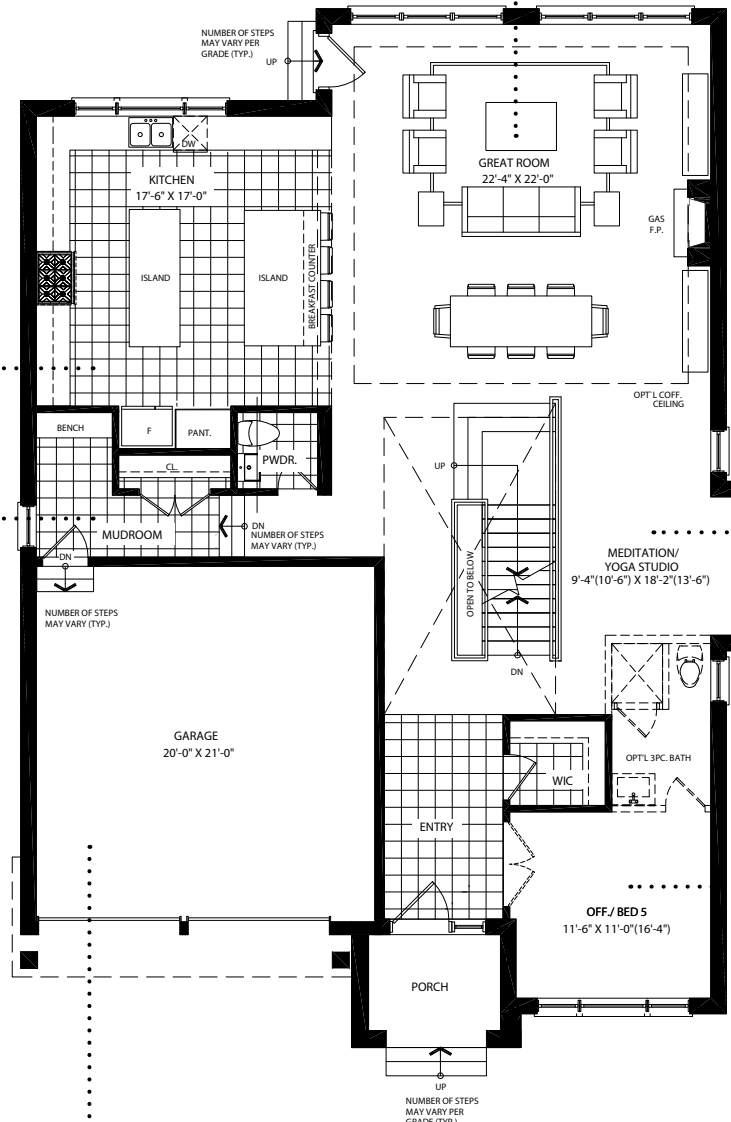 NUMBER OF STEPS
MAY VARY PER
GRADE (TYP.)
UP
DW
KITCHEN
17'-6" X 17'-0"
GREAT ROOM
22'-4" X 22'-0"
GAS
F.P.
ISLAND
ISLAND
BREAKFAST COUNTER
OPT'L COFF.
CEILING
BENCH
F
PANT.
PWDR.
CL.
UP
MUDROOM
DN
NUMBER OF STEPS
MAY VARY (TYP.)
DN
NUMBER OF STEPS
MAY VARY (TYP.)
OPEN TO BELOW
MEDITATION/
YOGA STUDIO
9'-4"(10'-6") X 18'-2"(13'-6")
DN
GARAGE
20'-0" X 21'-0"
OPT'L 3PC. BATH
WIC
ENTRY
OFF./ BED 5
11'-6" X 11'-0"(16'-4")
PORCH
UP
NUMBER OF STEPS
MAY VARY PER
GRADE (TYP.)